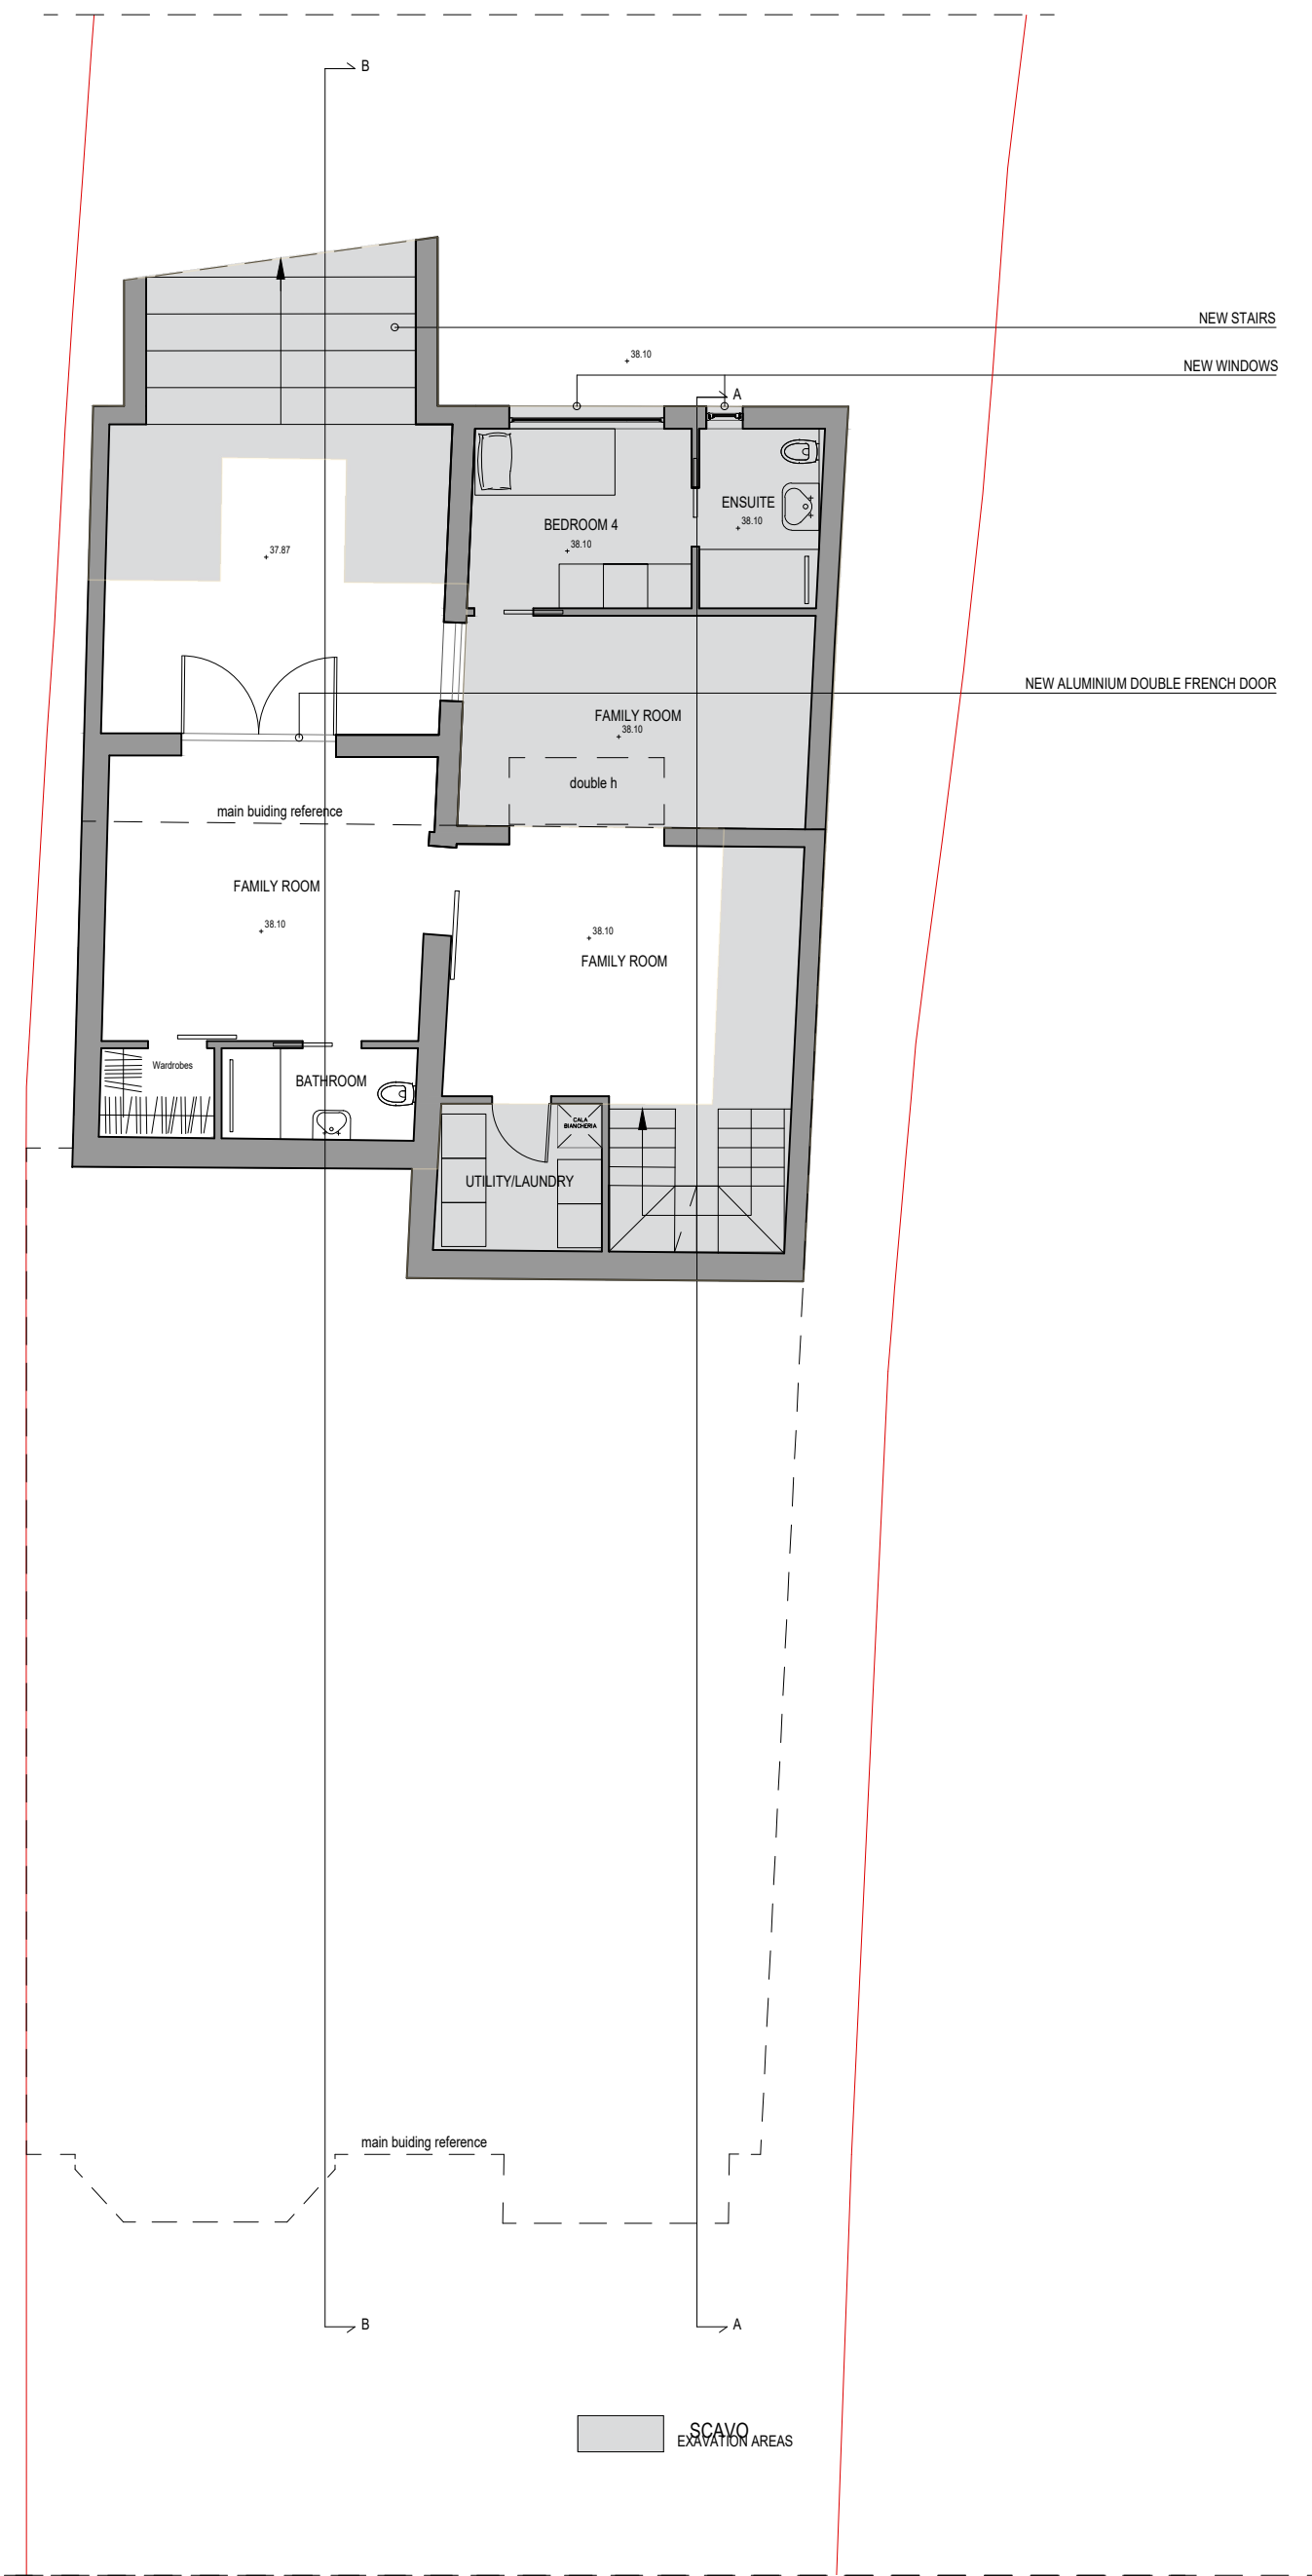 B
NEW STAIRS
38.10
NEW WINDOWS
A
ENSUITE
38.10
BEDROOM 4
38.10
37.87
NEW ALUMINIUM DOUBLE FRENCH DOOR
FAMILY ROOM
38.10
double h
main buiding reference
FAMILY ROOM
38.10
38.10
FAMILY ROOM
Wardrobes
BATHROOM
CALA
BIANCHERIA
UTILITY/LAUNDRY
main buiding reference
B
A
SCAVO
EXAVATION AREAS